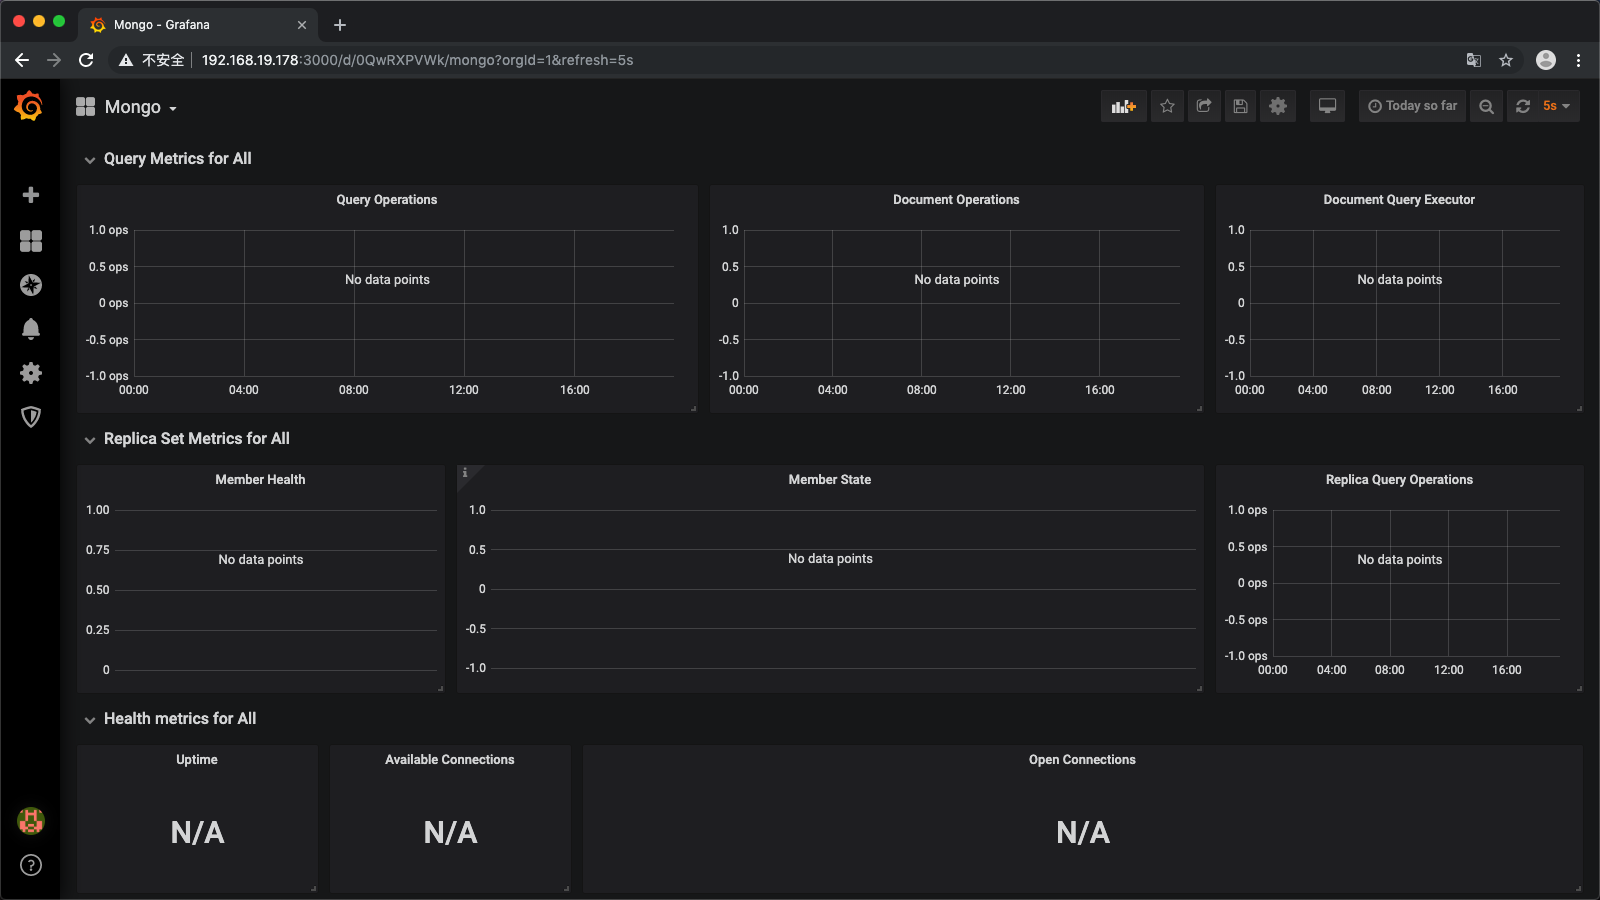 Mongo - Grafana
不安全
192.168.19.178:3000/d/0QwRXPVWk/mongo?orgId=1&refresh=5s
Mongo
Today so far
5s
Query Metrics for All
Query Operations
1.0 ops
0.5 ops
0 ops
-0.5 ops
-1.0 ops
No data points
00:00 04:00 08:00 12:00 16:00
Document Operations
1.0
0.5
0
-0.5
-1.0
No data points
00:00 04:00 08:00 12:00 16:00
Document Query Executor
1.0
0.5
0
-0.5
-1.0
No data points
00:00 04:00 08:00 12:00 16:00
Replica Set Metrics for All
Member Health
1.00
0.75
0.50
0.25
0
No data points
i
Member State
1.0
0.5
0
-0.5
-1.0
No data points
Replica Query Operations
1.0 ops
0.5 ops
0 ops
-0.5 ops
-1.0 ops
No data points
00:00 04:00 08:00 12:00 16:00
Health metrics for All
Uptime
N/A
Available Connections
N/A
Open Connections
N/A